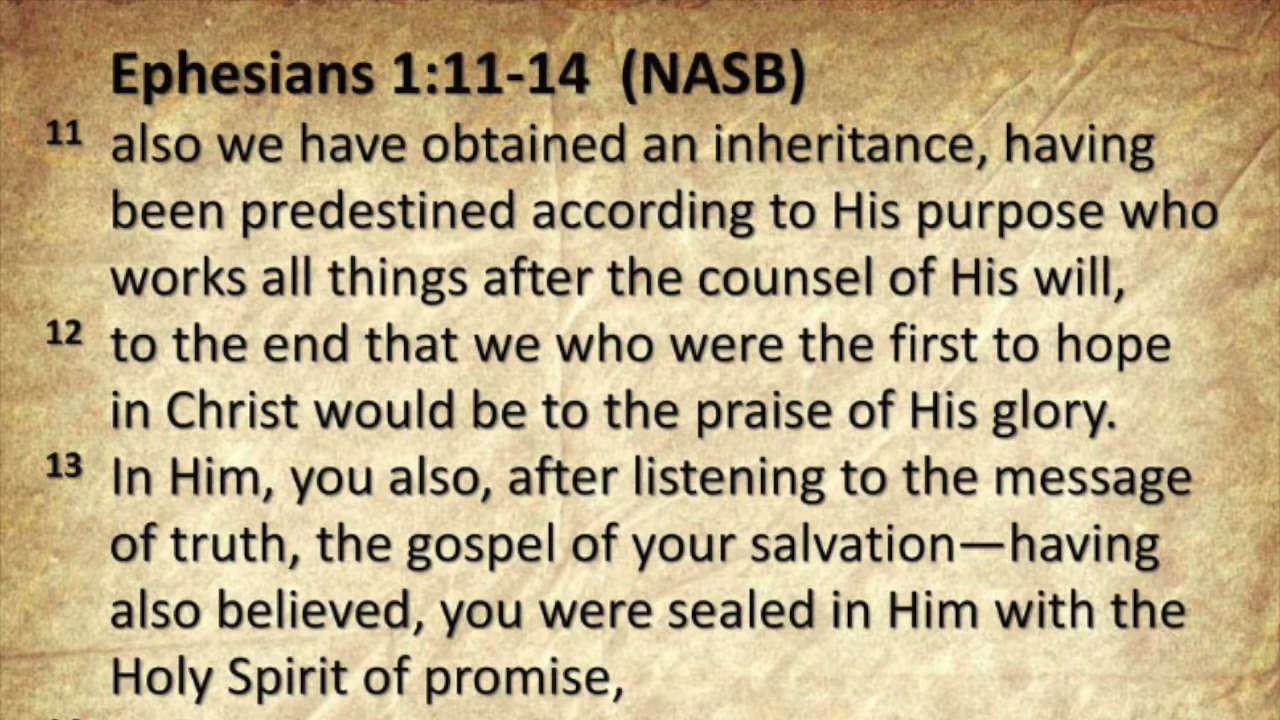 Ephesians 1:11-14 (NASB)
11 also we have obtained an inheritance, having
been predestined according to His purpose who
works all things after the counsel of His will,
12 to the end that we who were the first to hope
in Christ would be to the praise of His glory.
13 In Him, you also, after listening to the message
of truth, the gospel of your salvation—having
also believed, you were sealed in Him with the
Holy Spirit of promise,